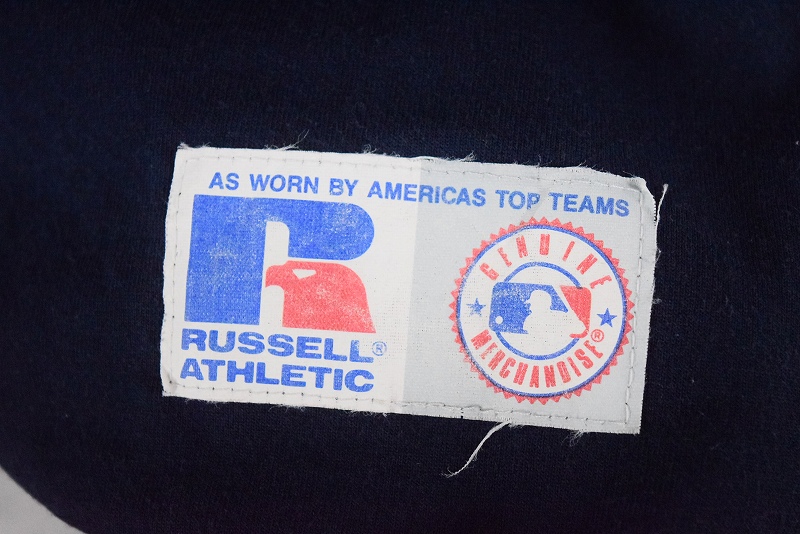 AS WORN BY AMERICAS TOP TEAMS
R
RUSSELL®
ATHLETIC
GENUINE
MERCHANDISE®